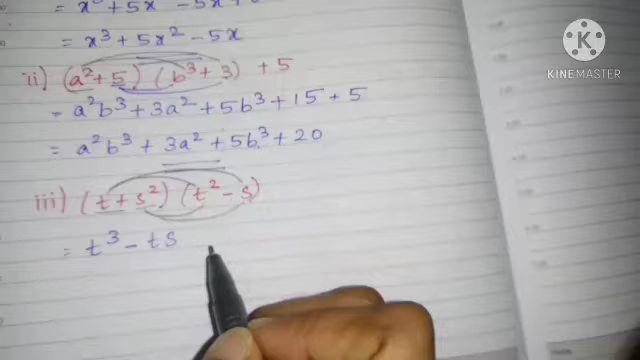 = x³ + 5x² - 5x
ii) (a² + 5) (b³ + 3) + 5
= a²b³ + 3a² + 5b³ + 15 + 5
= a²b³ + 3a² + 5b³ + 20
iii) (t + s²) (t² - s)
= t³ - ts
KINEMASTER